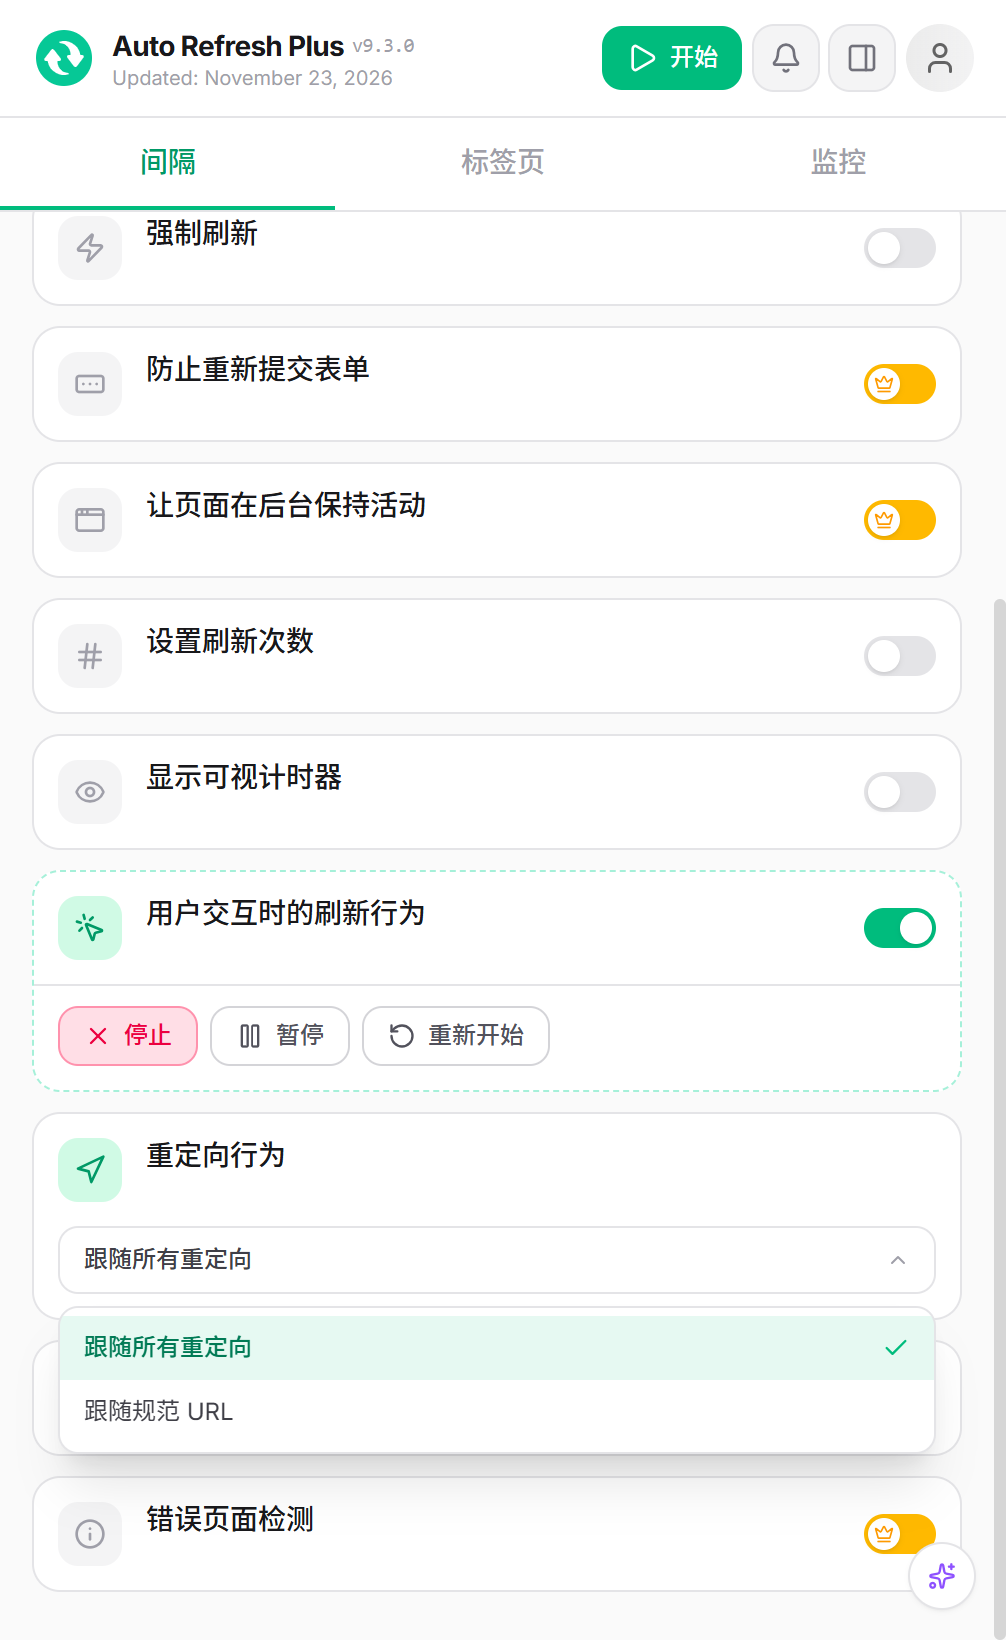 Auto Refresh Plus v9.3.0
Updated: November 23, 2026
开始
间隔
标签页
监控
强制刷新
防止重新提交表单
让页面在后台保持活动
设置刷新次数
显示可视计时器
用户交互时的刷新行为
停止
暂停
重新开始
重定向行为
跟随所有重定向
跟随所有重定向
跟随规范 URL
错误页面检测